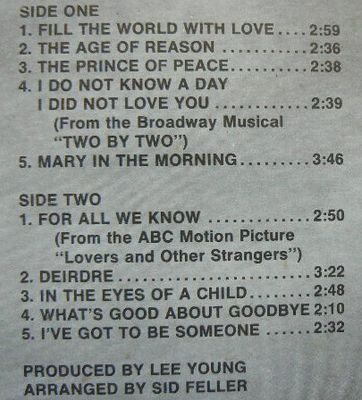 SIDE ONE
1. FILL THE WORLD WITH LOVE....2:59
2. THE AGE OF REASON ..........2:36
3. THE PRINCE OF PEACE.........2:38
4. I DO NOT KNOW A DAY
I DID NOT LOVE YOU ...........2:39
(From the Broadway Musical
"TWO BY TWO")
5. MARY IN THE MORNING..........3:46
SIDE TWO
1. FOR ALL WE KNOW .............2:50
(From the ABC Motion Picture
"Lovers and Other Strangers")
2. DEIRDRE .....................3:22
3. IN THE EYES OF A CHILD.......2:48
4. WHAT'S GOOD ABOUT GOODBYE 2:10
5. I'VE GOT TO BE SOMEONE ......2:32
PRODUCED BY LEE YOUNG
ARRANGED BY SID FELLER